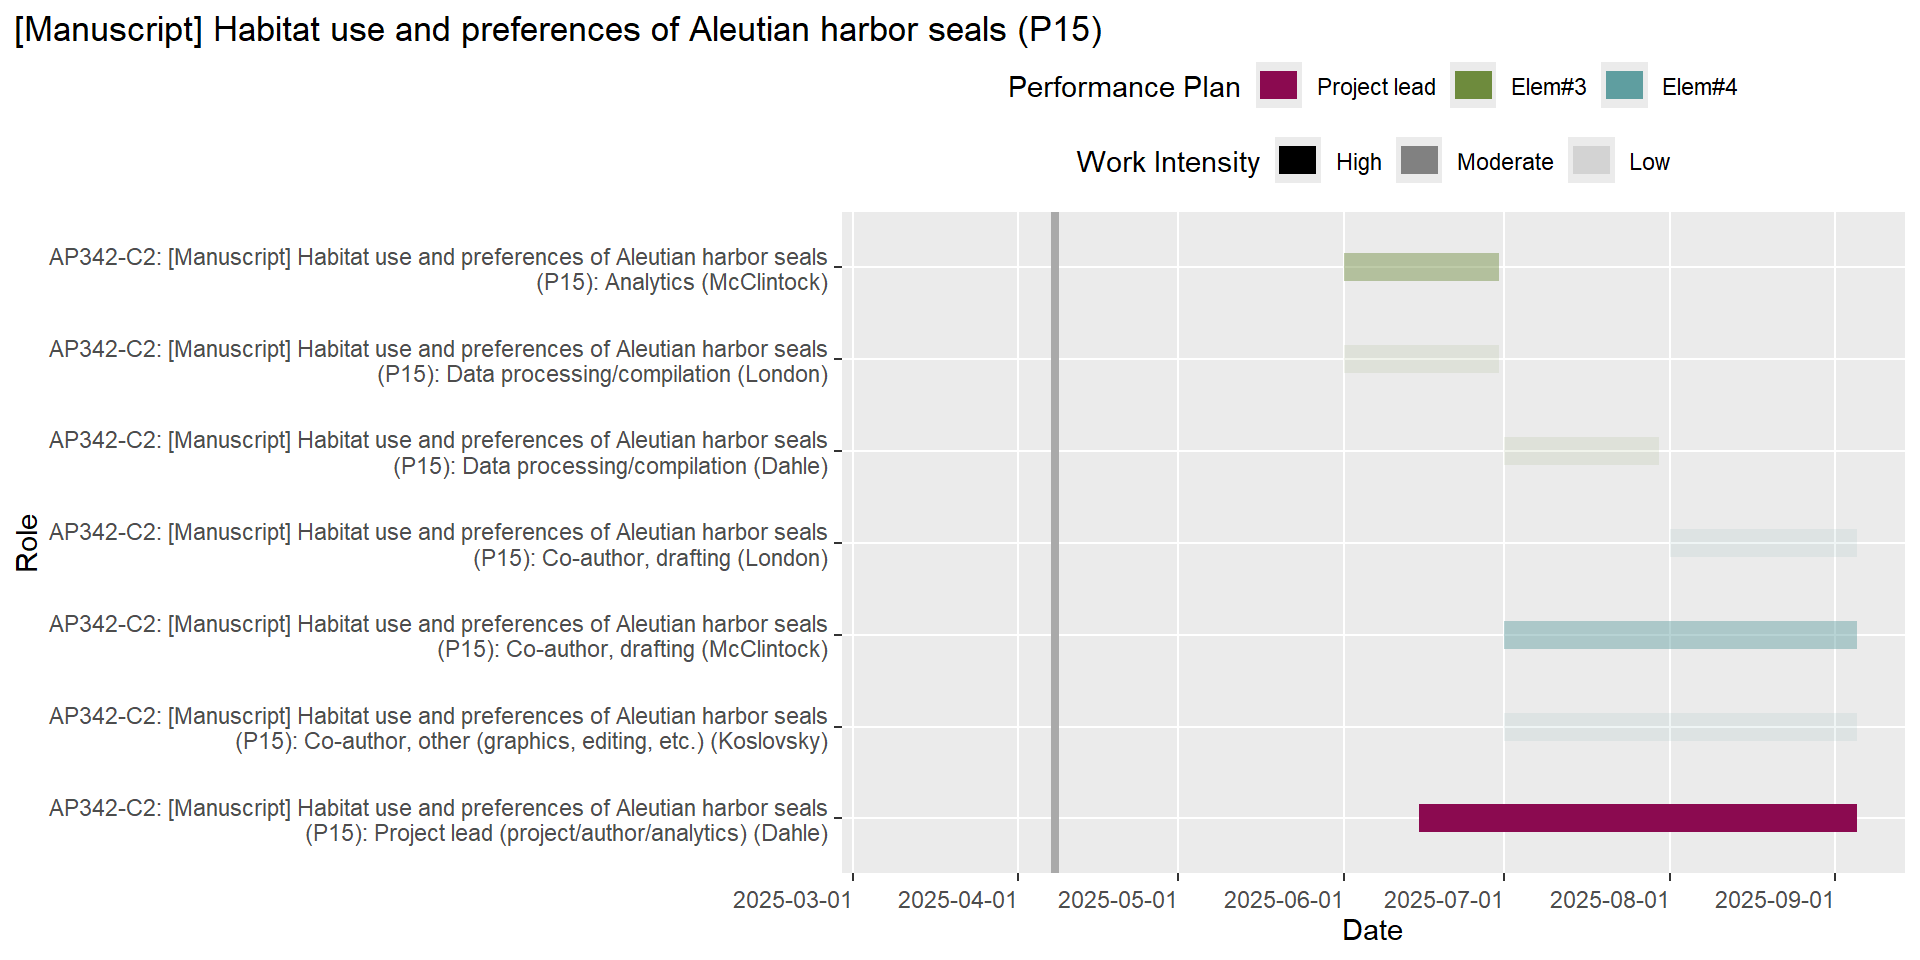 [Manuscript] Habitat use and preferences of Aleutian harbor seals (P15)
Performance Plan Project lead Elem#3 Elem#4
Work Intensity High Moderate Low
AP342-C2: [Manuscript] Habitat use and preferences of Aleutian harbor seals
(P15): Analytics (McClintock)
AP342-C2: [Manuscript] Habitat use and preferences of Aleutian harbor seals
(P15): Data processing/compilation (London)
AP342-C2: [Manuscript] Habitat use and preferences of Aleutian harbor seals
(P15): Data processing/compilation (Dahle)
AP342-C2: [Manuscript] Habitat use and preferences of Aleutian harbor seals
(P15): Co-author, drafting (London)
AP342-C2: [Manuscript] Habitat use and preferences of Aleutian harbor seals
(P15): Co-author, drafting (McClintock)
AP342-C2: [Manuscript] Habitat use and preferences of Aleutian harbor seals
(P15): Co-author, other (graphics, editing, etc.) (Koslovsky)
AP342-C2: [Manuscript] Habitat use and preferences of Aleutian harbor seals
(P15): Project lead (project/author/analytics) (Dahle)
Role
2025-03-01 2025-04-01 2025-05-01 2025-06-01 2025-07-01 2025-08-01 2025-09-01
Date